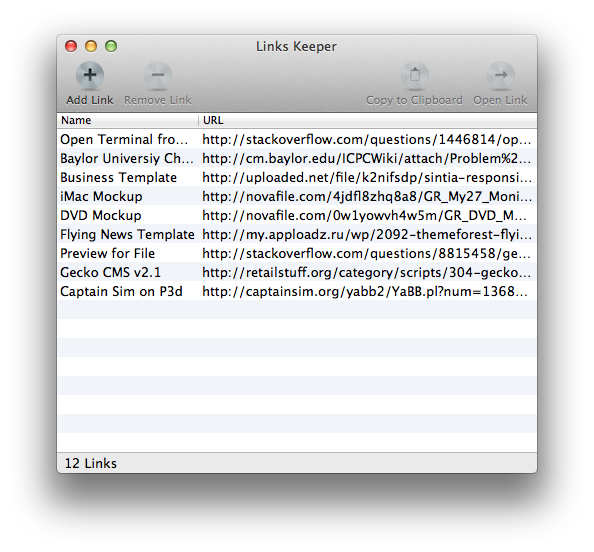 Links Keeper
Add Link Remove Link Copy to Clipboard Open Link
Name URL
Open Terminal fro... http://stackoverflow.com/questions/1446814/op...
Baylor Universiy Ch... http://cm.baylor.edu/ICPCWiki/attach/Problem%2...
Business Template http://uploaded.net/file/k2nifsdp/sintia-responsi...
iMac Mockup http://novafile.com/4jdfl8zhq8a8/GR_My27_Moni...
DVD Mockup http://novafile.com/0w1yowvh4w5m/GR_DVD_M...
Flying News Template http://my.apploadz.ru/wp/2092-themeforest-flyi...
Preview for File http://stackoverflow.com/questions/8815458/ge...
Gecko CMS v2.1 http://retailstuff.org/category/scripts/304-gecko...
Captain Sim on P3d http://captainsim.org/yabb2/YaBB.pl?num=1368...
12 Links